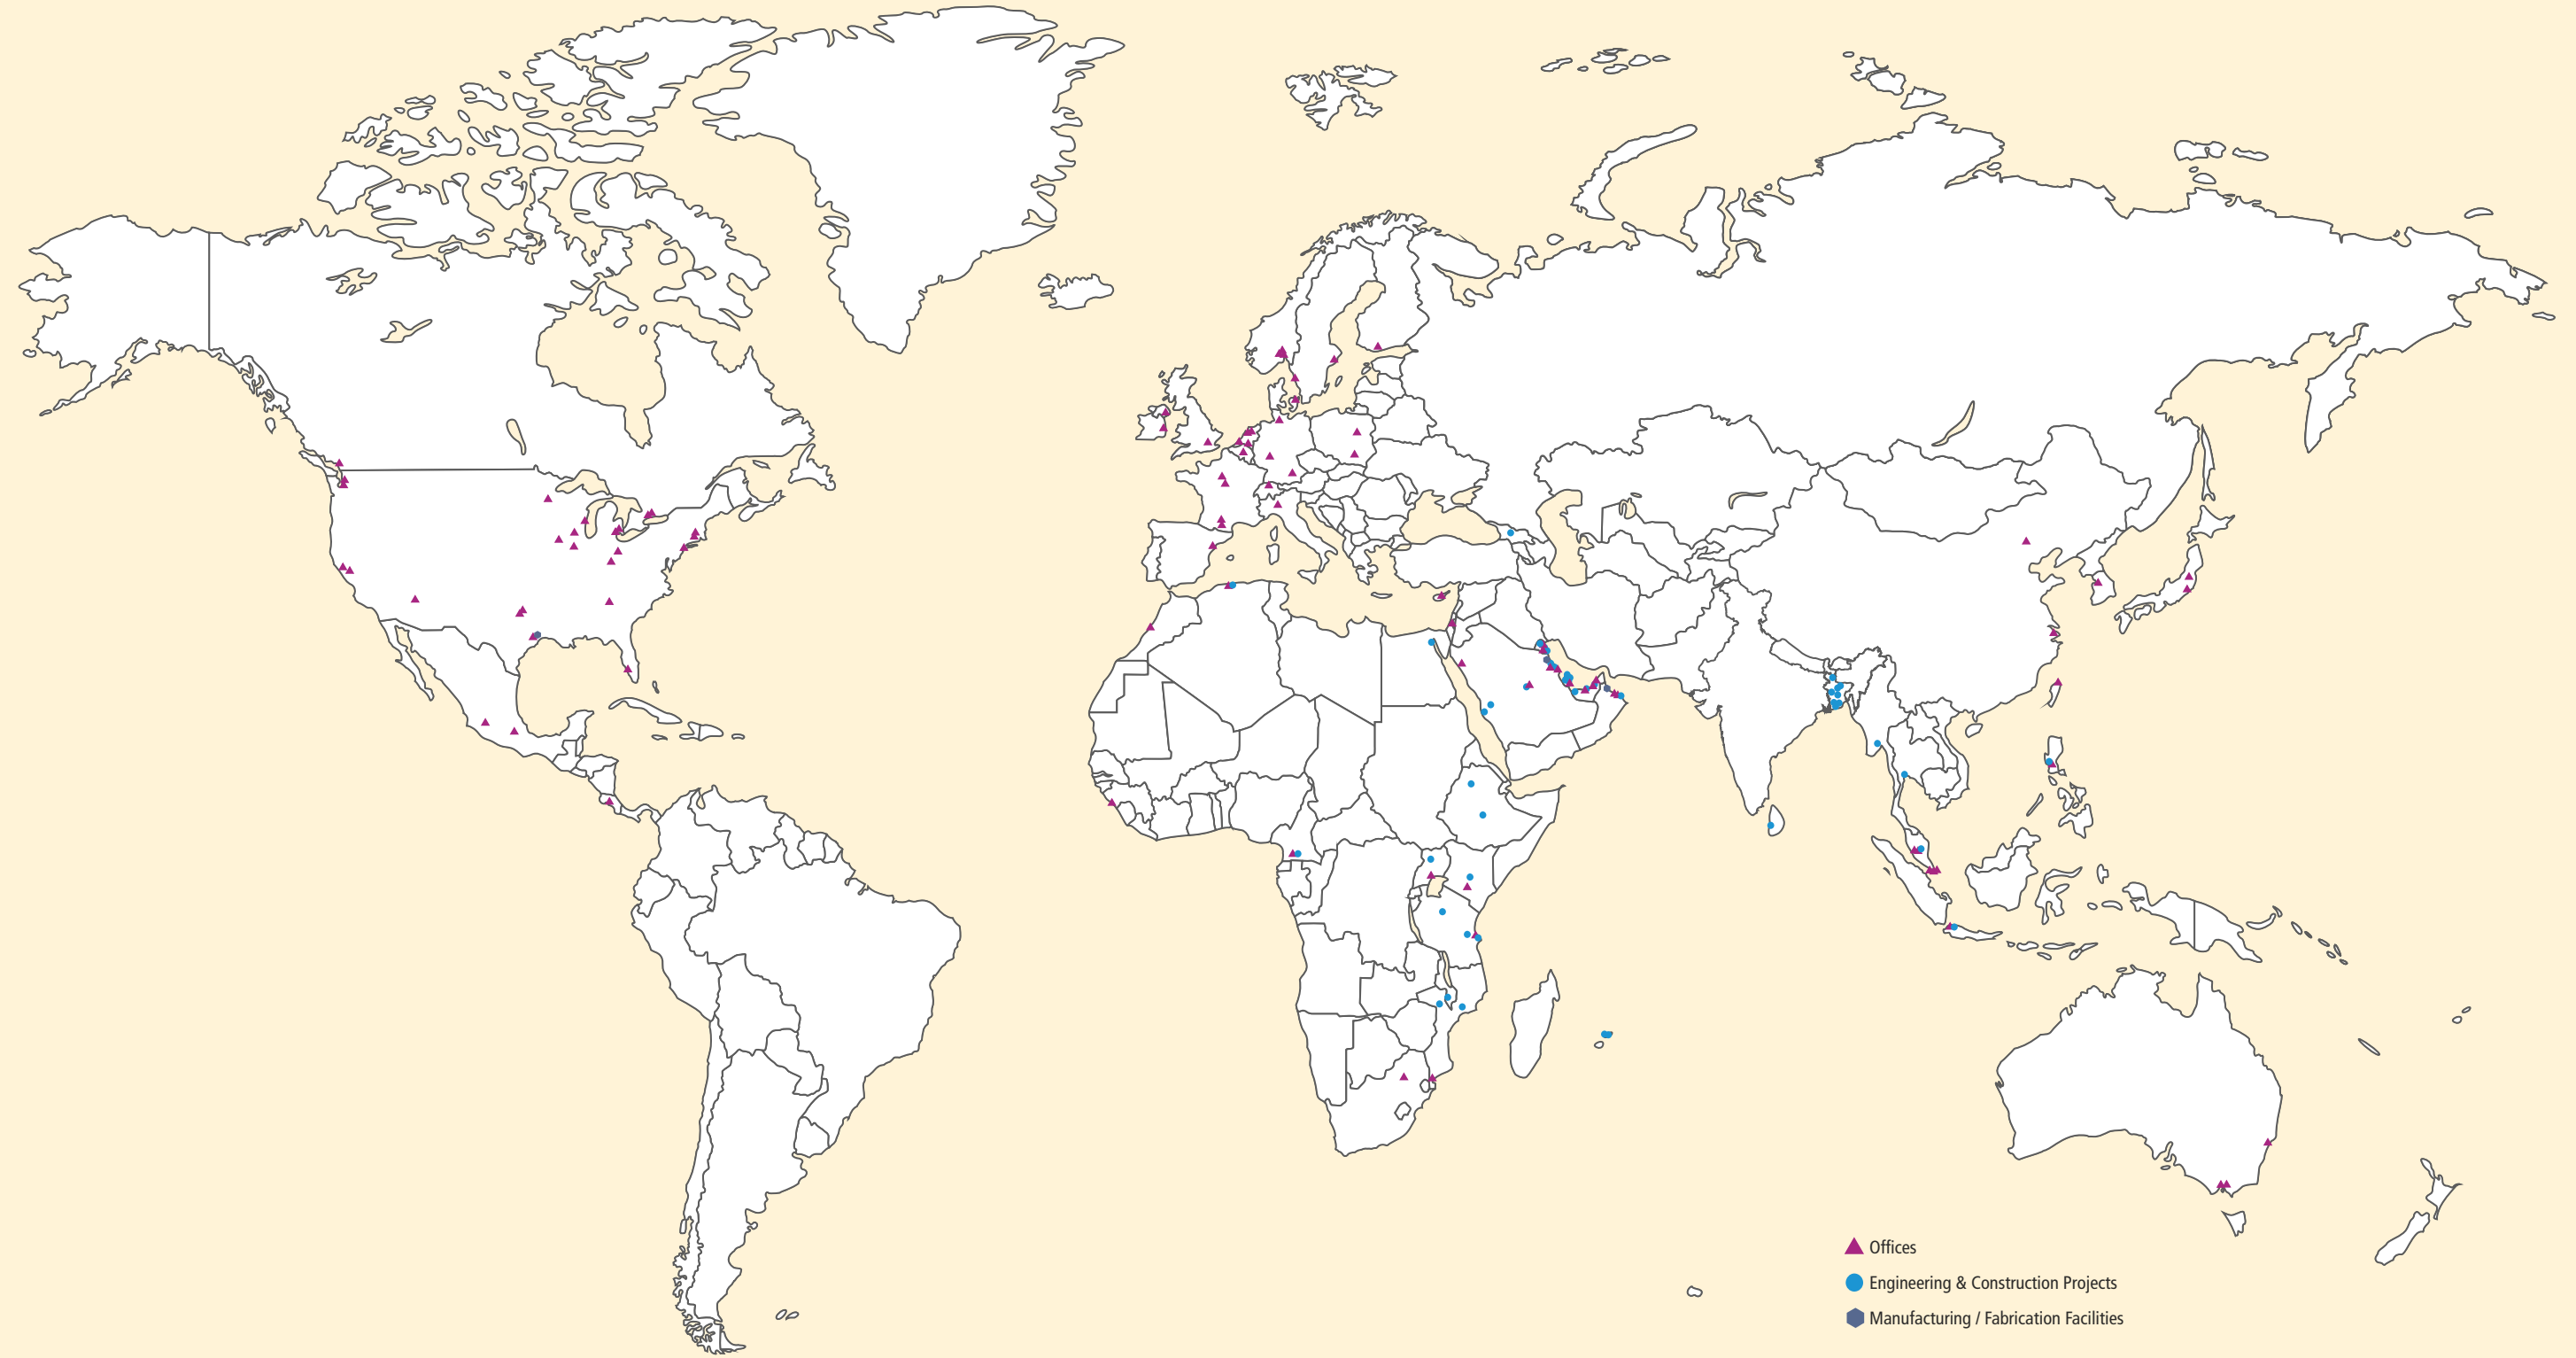 Offices
Engineering & Construction Projects
Manufacturing / Fabrication Facilities